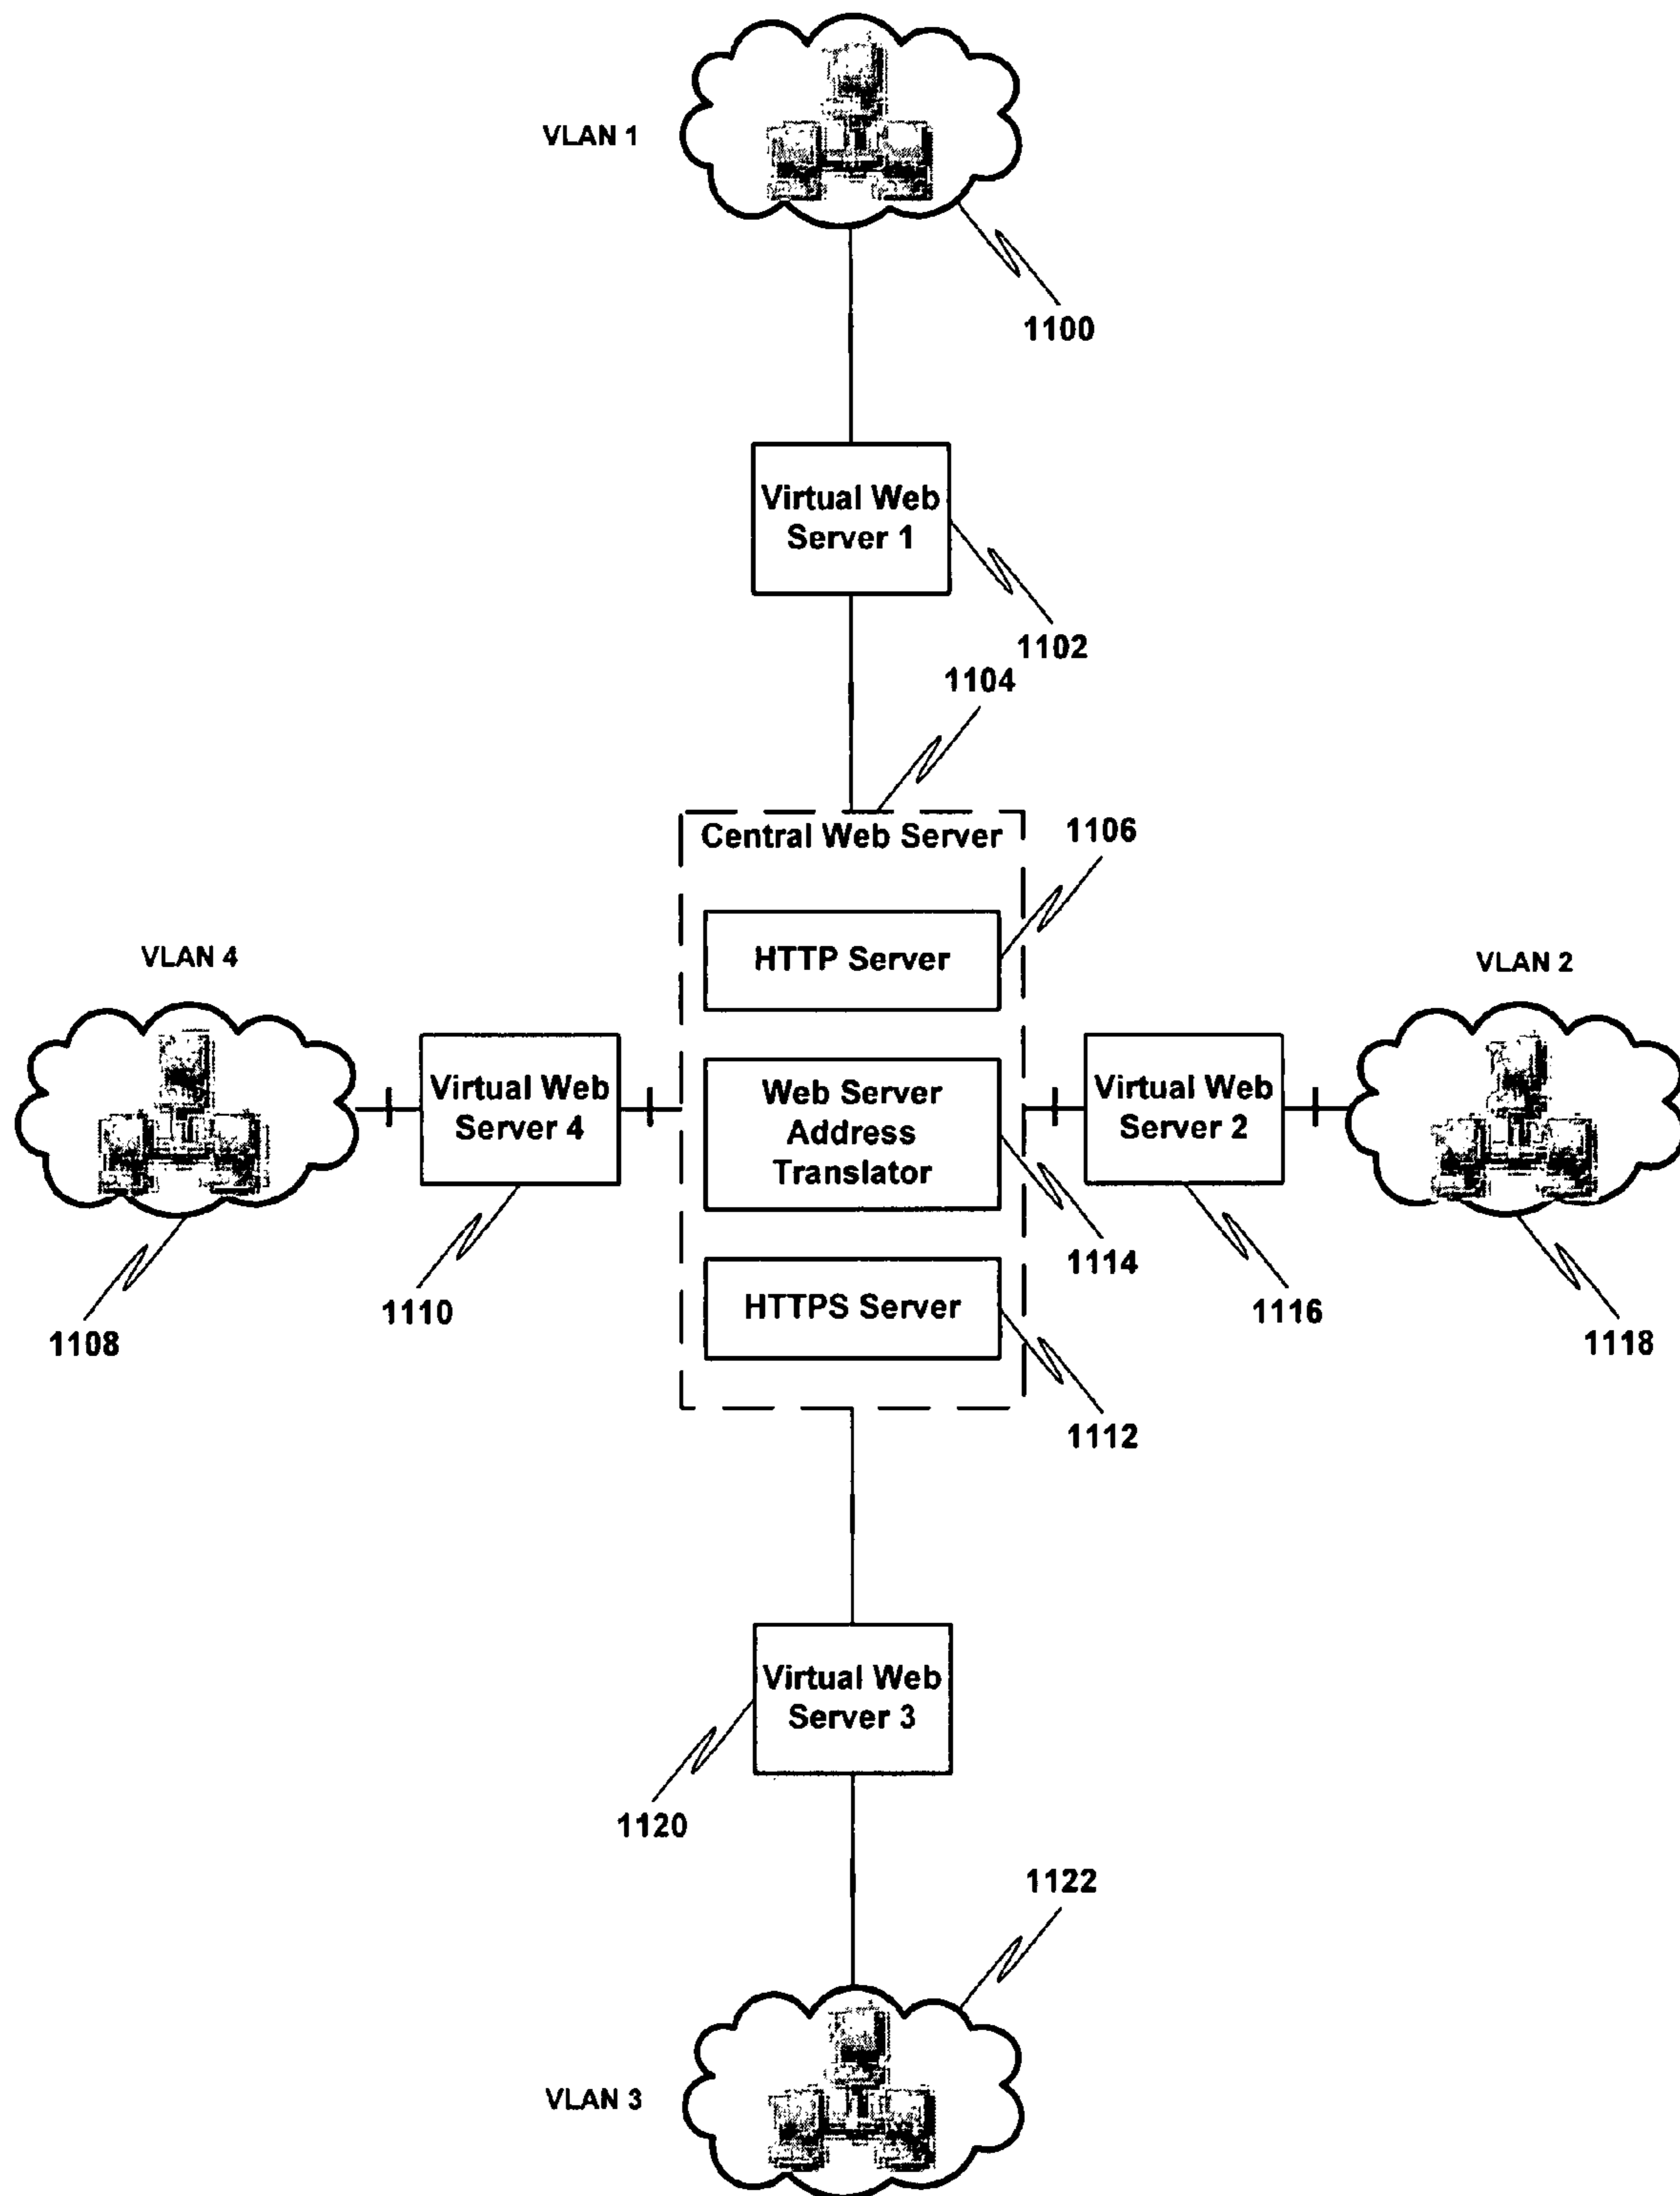 VLAN 1
1100
Virtual Web
Server 1
1102
1104
Central Web Server
1106
HTTP Server
VLAN 4
VLAN 2
Virtual Web
Server 4
Web Server
Address
Translator
Virtual Web
Server 2
1114
HTTPS Server
1108
1110
1116
1118
1112
Virtual Web
Server 3
1120
1122
VLAN 3